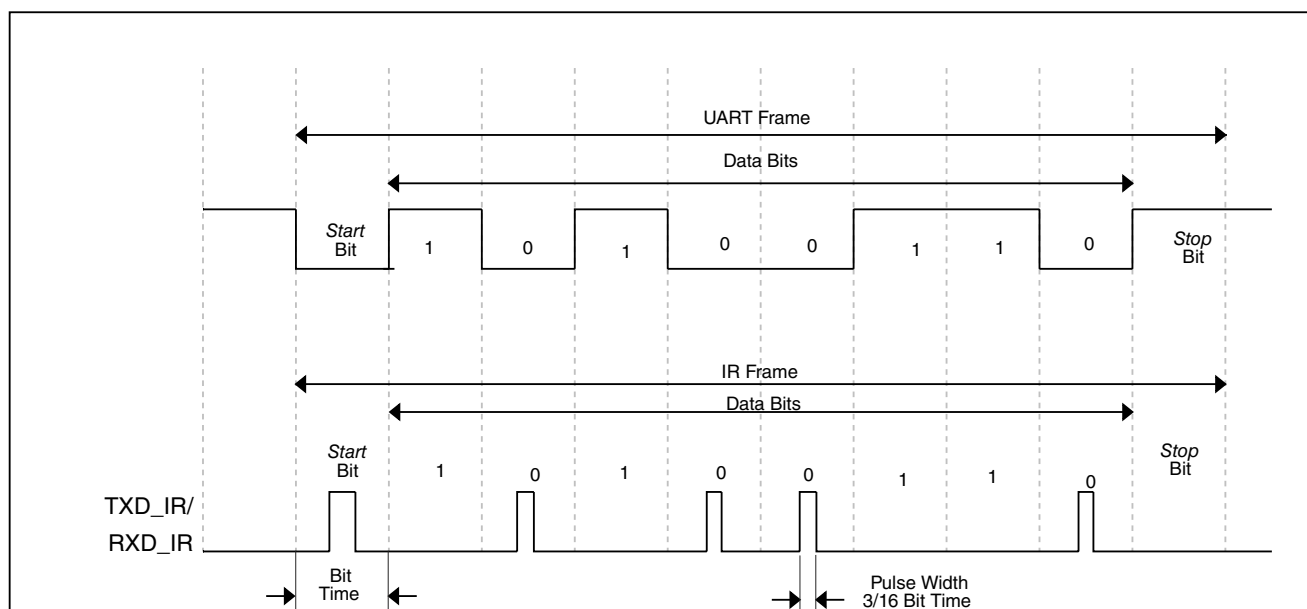 UART Frame
Data Bits
Start
Bit
1 0 1 0 0 1 1 0
Stop
Bit
IR Frame
Data Bits
Start
Bit
1 0 1 0 0 1 1 0
Stop
Bit
TXD_IR/
RXD_IR
Bit
Time
Pulse Width
3/16 Bit Time